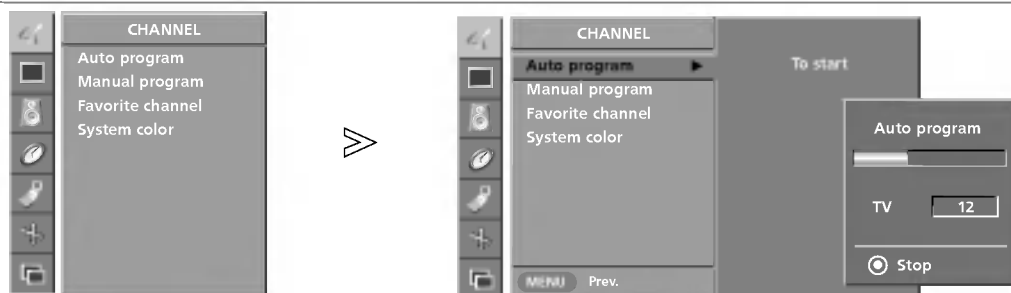 CHANNEL
Auto program
Manual program
Favorite channel
System color
CHANNEL
Auto program
Manual program
Favorite channel
System color
MENU Prev.
To start
Auto program
TV 12
Stop